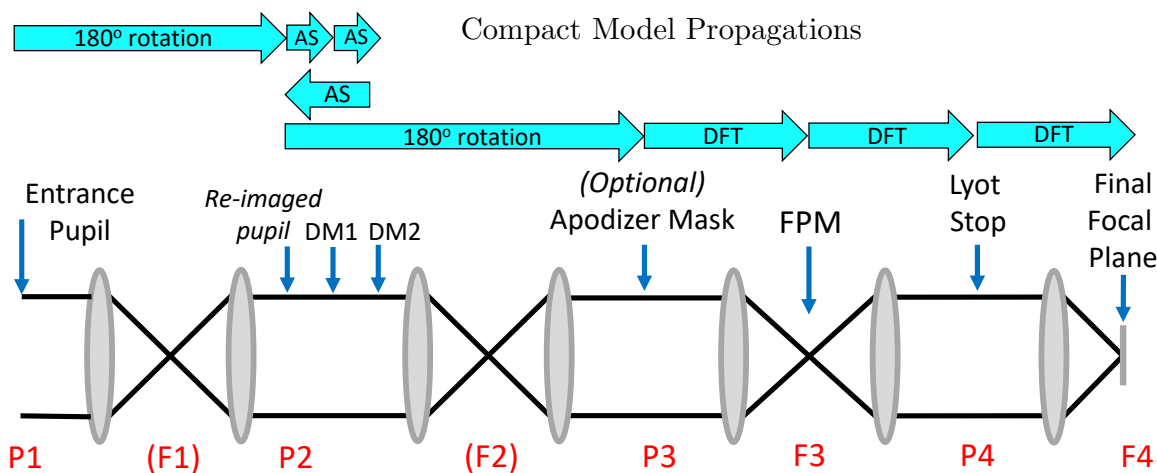 Compact Model Propagations
180° rotation
AS
AS
AS
180° rotation
DFT
DFT
DFT
Entrance
Pupil
Re-imaged
pupil
DM1
DM2
(Optional)
Apodizer Mask
FPM
Lyot
Stop
Final
Focal
Plane
P1
(F1)
P2
(F2)
P3
F3
P4
F4